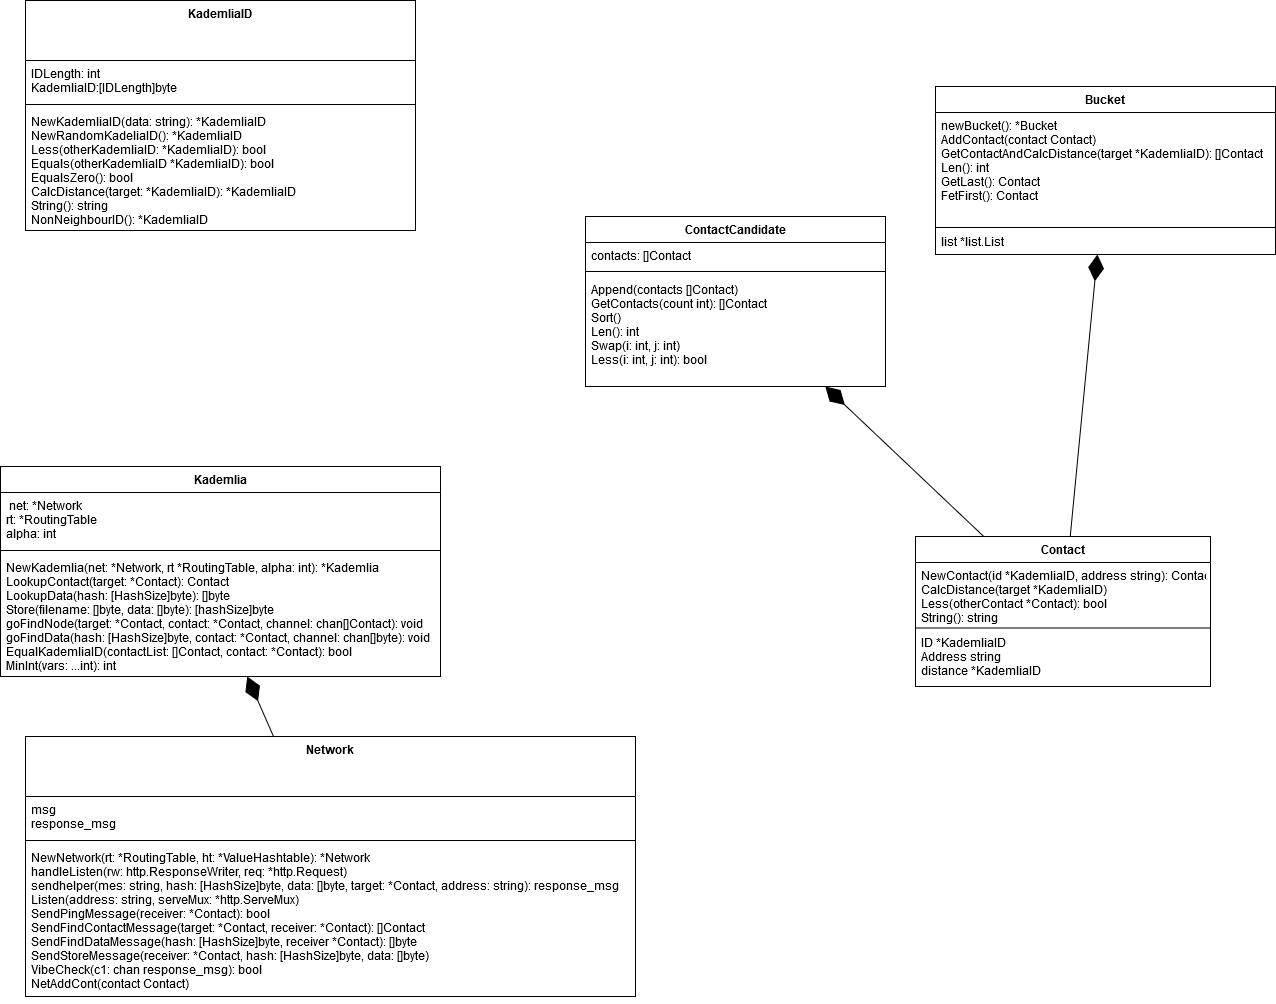 KademliaID
IDLength: int
KademliaID:[IDLength]byte
NewKademliaID(data: string): *KademliaID
NewRandomKadeliaID(): *KademliaID
Less(otherKademliaID: *KademliaID): bool
Equals(otherKademliaID *KademliaID): bool
EqualsZero(): bool
CalcDistance(target: *KademliaID): *KademliaID
String(): string
NonNeighbourID(): *KademliaID
Bucket
newBucket(): *Bucket
AddContact(contact Contact)
GetContactAndCalcDistance(target *KademliaID): []Contact
Len(): int
GetLast(): Contact
FetFirst(): Contact
list *list.List
ContactCandidate
contacts: []Contact
Append(contacts []Contact)
GetContacts(count int): []Contact
Sort()
Len(): int
Swap(i: int, j: int)
Less(i: int, j: int): bool
Kademlia
net: *Network
rt: *RoutingTable
alpha: int
NewKademlia(net: *Network, rt *RoutingTable, alpha: int): *Kademlia
LookupContact(target: *Contact): Contact
LookupData(hash: [HashSize]byte): []byte
Store(filename: []byte, data: []byte): [hashSize]byte
goFindNode(target: *Contact, contact: *Contact, channel: chan[]Contact): void
goFindData(hash: [HashSize]byte, contact: *Contact, channel: chan[]byte): void
EqualKademliaID(contactList: []Contact, contact: *Contact): bool
MinInt(vars: ...int): int
Contact
NewContact(id *KademliaID, address string): Conta
CalcDistance(target *KademliaID)
Less(otherContact *Contact): bool
String(): string
ID *KademliaID
Address string
distance *KademliaID
Network
msg
response_msg
NewNetwork(rt: *RoutingTable, ht: *ValueHashtable): *Network
handleListen(rw: http.ResponseWriter, req: *http.Request)
sendhelper(mes: string, hash: [HashSize]byte, data: []byte, target: *Contact, address: string): response_msg
Listen(address: string, serveMux: *http.ServeMux)
SendPingMessage(receiver: *Contact): bool
SendFindContactMessage(target: *Contact, receiver: *Contact): []Contact
SendFindDataMessage(hash: [HashSize]byte, receiver *Contact): []byte
SendStoreMessage(receiver: *Contact, hash: [HashSize]byte, data: []byte)
VibeCheck(c1: chan response_msg): bool
NetAddCont(contact Contact)